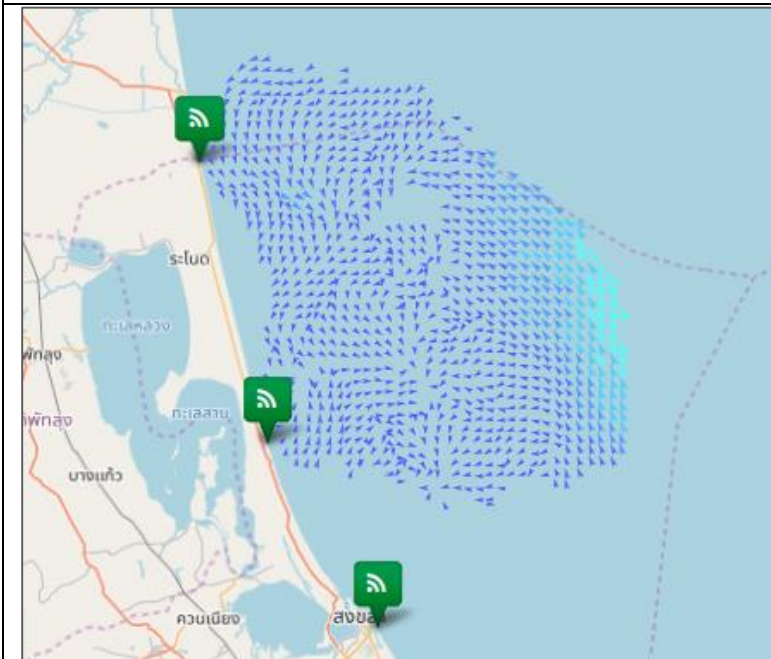 ระโนด
ทะเลหลวง
พัทลุง
ทะเลสาบ
พัทลุง
บางแก้ว
ควนเนียง
สงขล